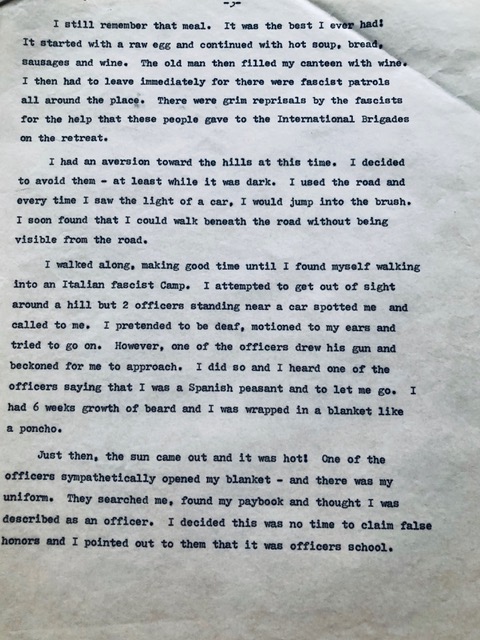 -3-
I still remember that meal. It was the best I ever had!
It started with a raw egg and continued with hot soup, bread,
sausages and wine. The old man then filled my canteen with wine.
I then had to leave immediately for there were fascist patrols
all around the place. There were grim reprisals by the fascists
for the help that these people gave to the International Brigades
on the retreat.
I had an aversion toward the hills at this time. I decided
to avoid them - at least while it was dark. I used the road and
every time I saw the light of a car, I would jump into the brush.
I soon found that I could walk beneath the road without being
visible from the road.
I walked along, making good time until I found myself walking
into an Italian fascist Camp. I attempted to get out of sight
around a hill but 2 officers standing near a car spotted me and
called to me. I pretended to be deaf, motioned to my ears and
tried to go on. However, one of the officers drew his gun and
beckoned for me to approach. I did so and I heard one of the
officers saying that I was a Spanish peasant and to let me go. I
had 6 weeks growth of beard and I was wrapped in a blanket like
a poncho.
Just then, the sun came out and it was hot! One of the
officers sympathetically opened my blanket - and there was my
uniform. They searched me, found my paybook and thought I was
described as an officer. I decided this was no time to claim false
honors and I pointed out to them that it was officers school.